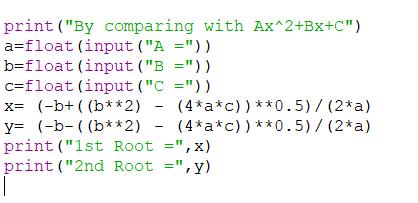 print("By comparing with Ax^2+Bx+C")
a=float(input("A ="))
b=float(input("B ="))
c=float(input("C ="))
x= (-b+((b**2) - (4*a*c))**0.5)/(2*a)
y= (-b-((b**2) - (4*a*c))**0.5)/(2*a)
print("1st Root =",x)
print("2nd Root =",y)